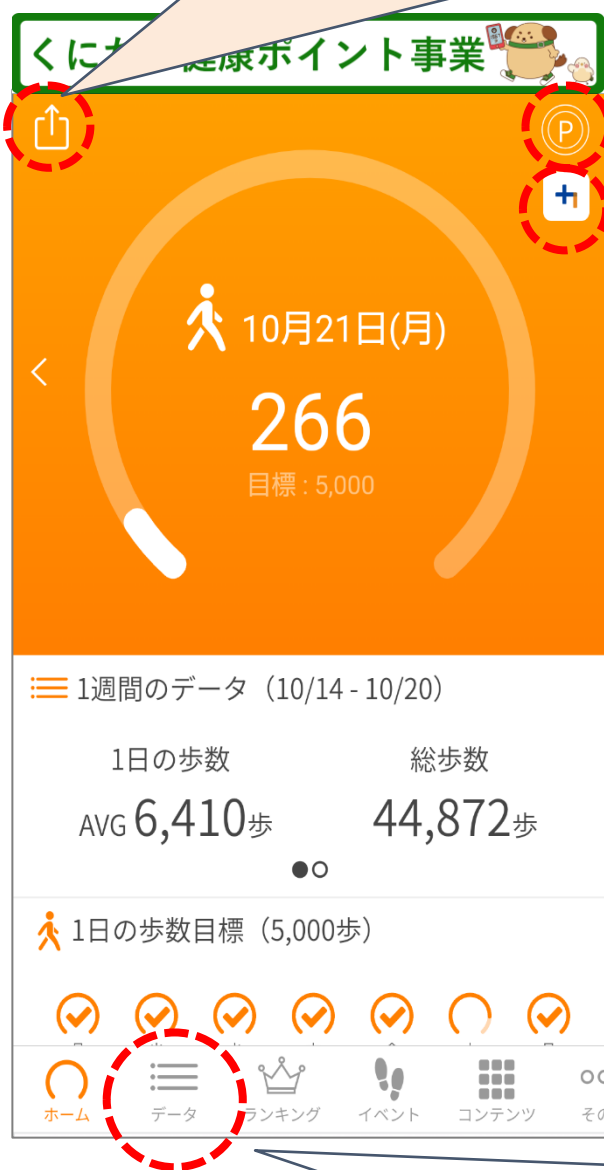 くに 健康ポイント事業
P
10月21日(月)
266
目標 : 5,000
1週間のデータ（10/14 - 10/20）
1日の歩数 総歩数
AVG 6,410歩 44,872歩
1日の歩数目標（5,000歩）
ホーム データ ランキング イベント コンテンツ その